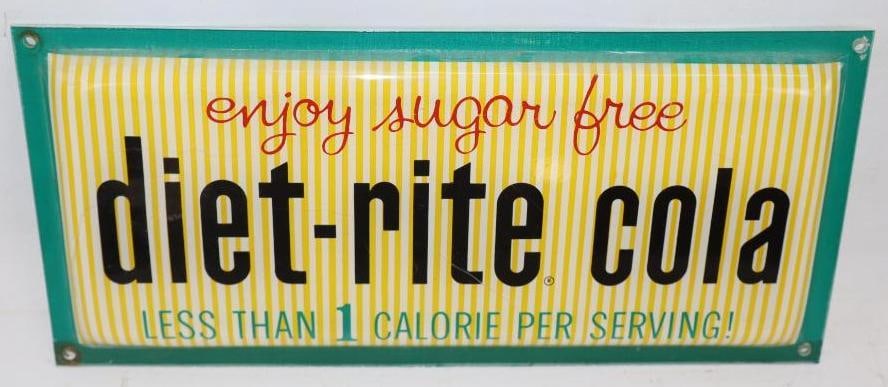 enjoy sugar free
diet-rite® cola
LESS THAN 1 CALORIE PER SERVING!